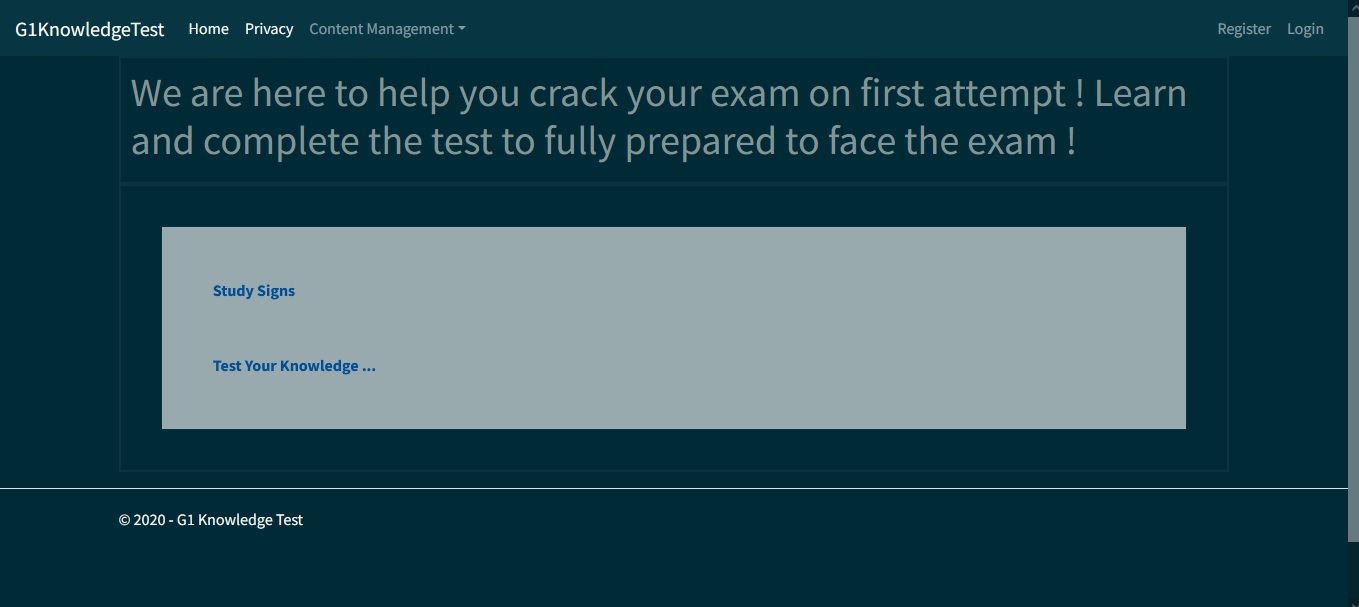 G1KnowledgeTest Home Privacy Content Management Register Login
We are here to help you crack your exam on first attempt ! Learn
and complete the test to fully prepared to face the exam !
Study Signs
Test Your Knowledge ...
© 2020 - G1 Knowledge Test